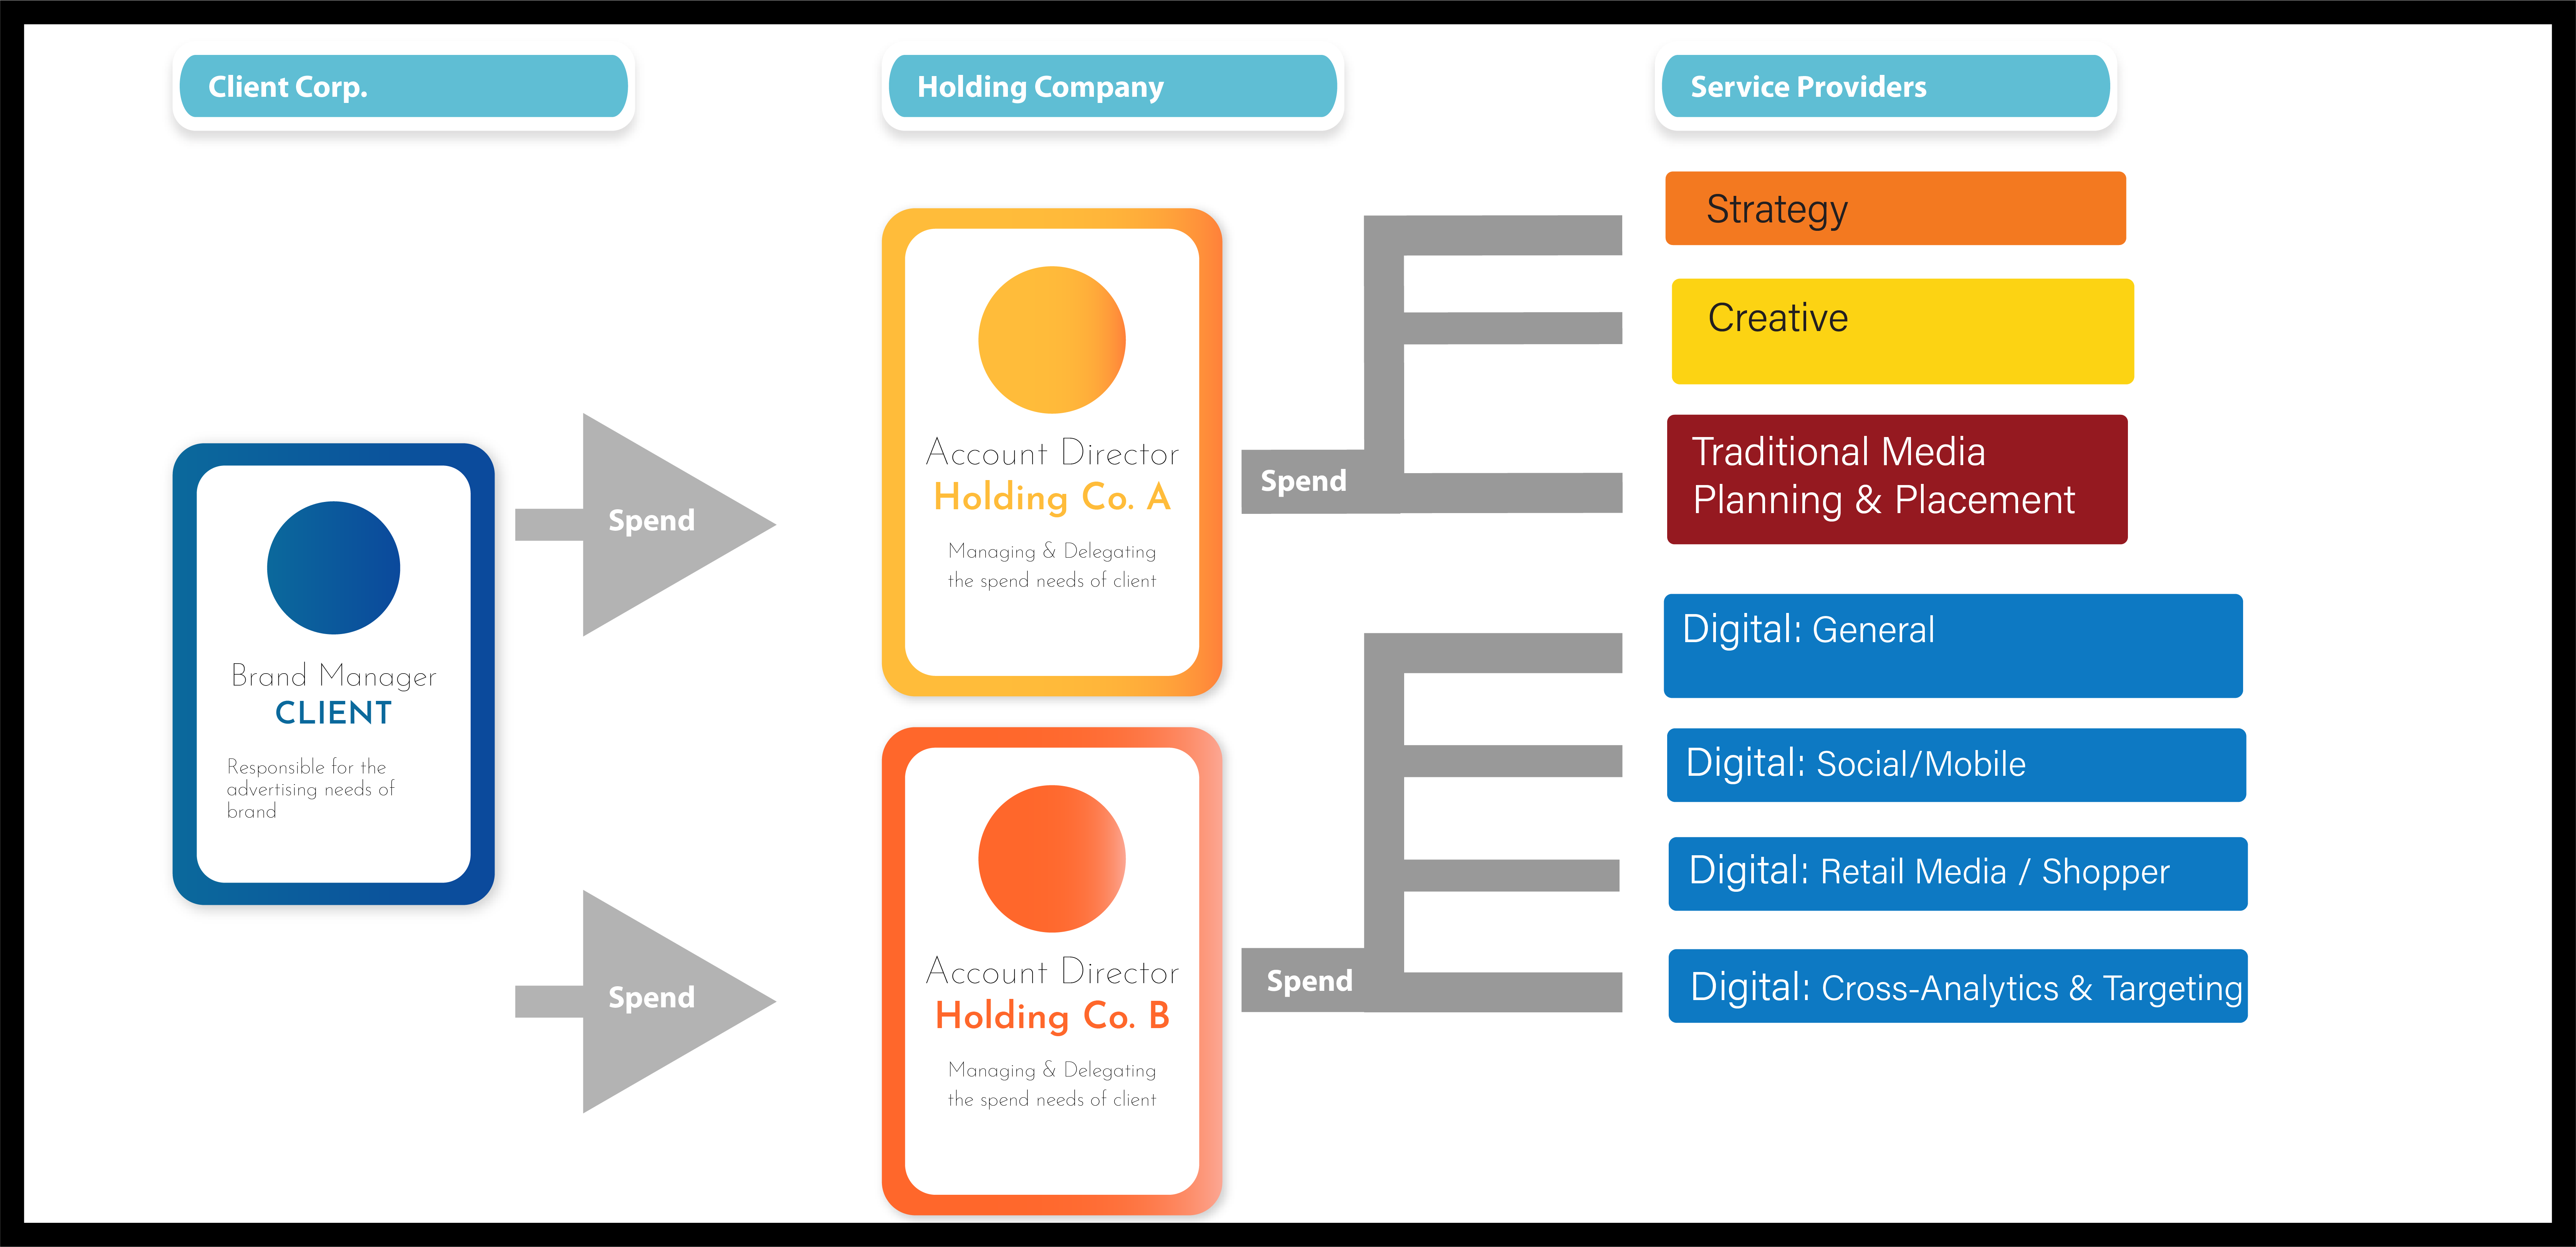 Client Corp.
Holding Company
Service Providers
Brand Manager
CLIENT
Responsible for the
advertising needs of
brand
Spend
Spend
Account Director
Holding Co. A
Managing & Delegating
the spend needs of client
Account Director
Holding Co. B
Managing & Delegating
the spend needs of client
Spend
Spend
Strategy
Creative
Traditional Media
Planning & Placement
Digital: General
Digital: Social/Mobile
Digital: Retail Media / Shopper
Digital: Cross-Analytics & Targeting